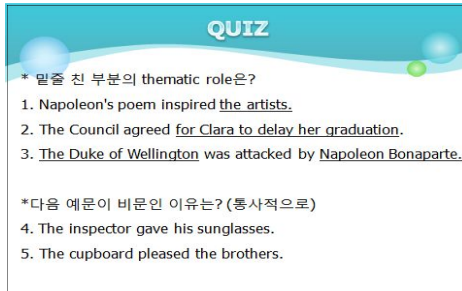 QUIZ
* 밑줄 친 부분의 thematic role은?
1. Napoleon's poem inspired the artists.
2. The Council agreed for Clara to delay her graduation.
3. The Duke of Wellington was attacked by Napoleon Bonaparte.
*다음 예문이 비문인 이유는? (통사적으로)
4. The inspector gave his sunglasses.
5. The cupboard pleased the brothers.